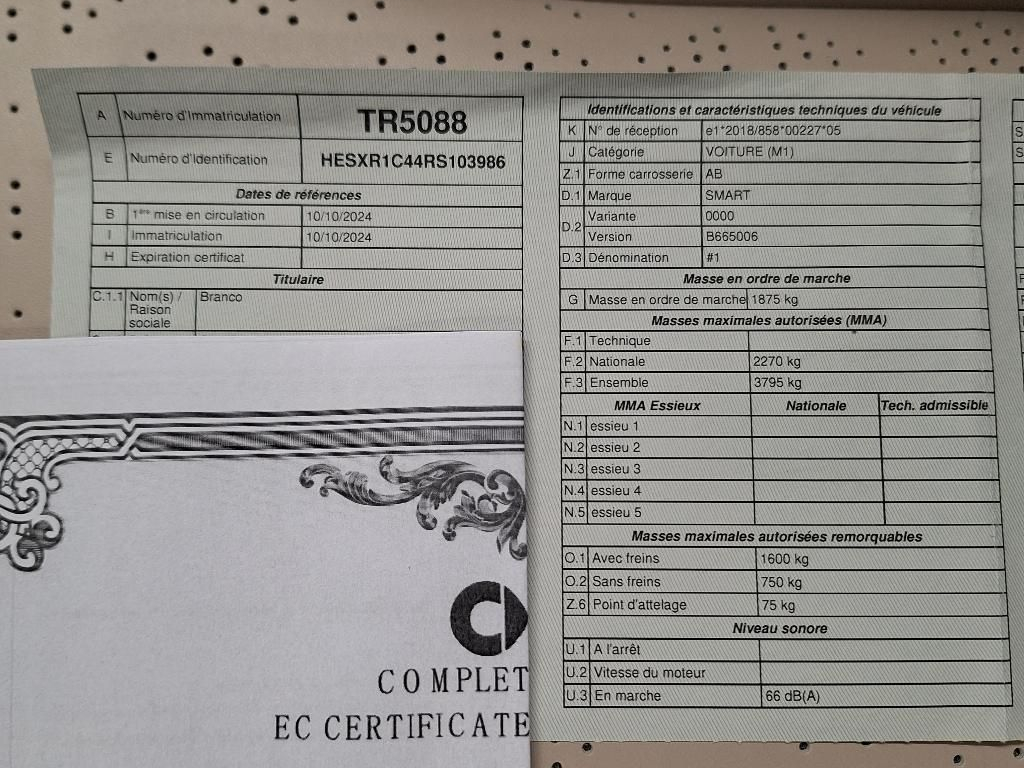 A Numéro d'Immatriculation TR5088
E Numéro d'Identification HESXR1C44RS103986
Dates de références
B 1ère mise en circulation 10/10/2024
I Immatriculation 10/10/2024
H Expiration certificat
Titulaire
C.1.1 Nom(s) / Branco
Raison
sociale
Identifications et caractéristiques techniques du véhicule
K N° de réception e1*2018/858*00227*05
J Catégorie VOITURE (M1)
Z.1 Forme carrosserie AB
D.1 Marque SMART
D.2 Variante 0000
Version B665006
D.3 Dénomination #1
Masse en ordre de marche
G Masse en ordre de marche 1875 kg
Masses maximales autorisées (MMA)
F.1 Technique
F.2 Nationale 2270 kg
F.3 Ensemble 3795 kg
MMA Essieux Nationale Tech. admissible
N.1 essieu 1
N.2 essieu 2
N.3 essieu 3
N.4 essieu 4
N.5 essieu 5
Masses maximales autorisées remorquables
O.1 Avec freins 1600 kg
O.2 Sans freins 750 kg
Z.6 Point d'attelage 75 kg
Niveau sonore
U.1 A l'arrêt
U.2 Vitesse du moteur
U.3 En marche 66 dB(A)
COMPLET
EC CERTIFICATE